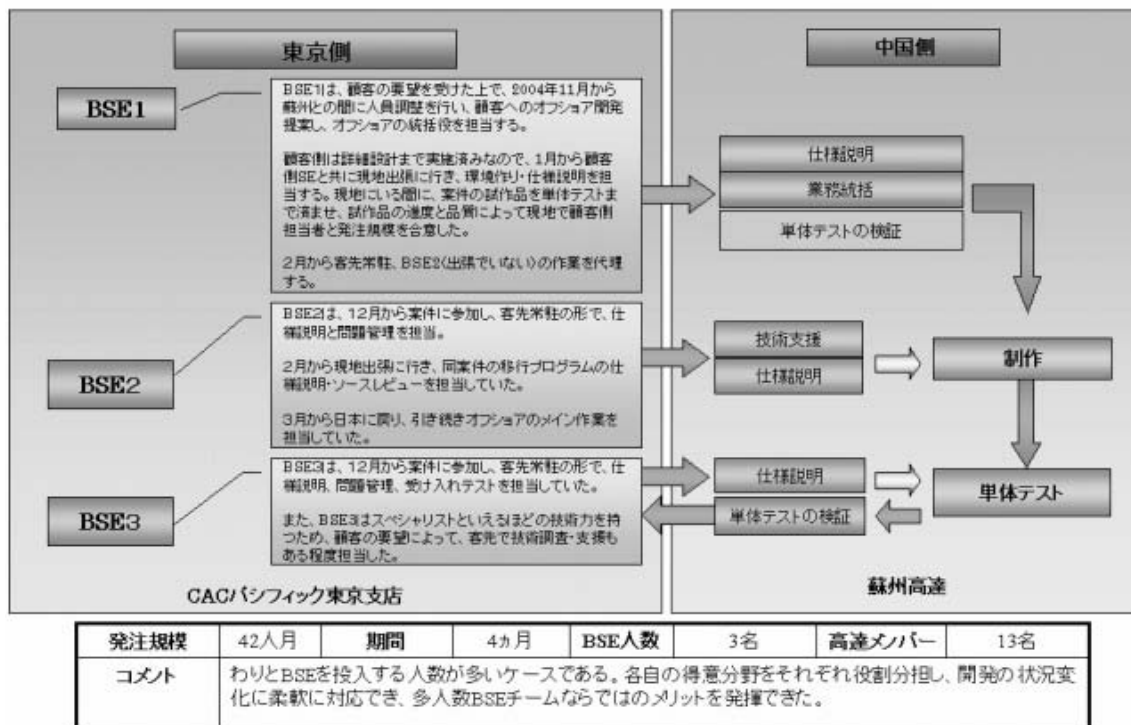 東京側
中国側
BSE1
BSE1は、顧客の要望を受けた上で、2004年11月から
蘇州との間に人員調整を行い、顧客へのオフショア開発
提案し、オフショアの統括役を担当する。
顧客側は詳細設計まで実施済みなので、1月から顧客
側SEと共に現地出張に行き、環境作り・仕様説明を担
当する。現地にいる間に、案件の試作品を単体テストま
で済ませ、試作品の進度と品質によって現地で顧客側
担当者と発注規模を合意した。
2月から客先常駐、BSE2(出張でいない)の作業を代理
する。
仕様説明
業務統括
単体テストの検証
BSE2
BSE2は、12月から案件に参加し、客先常駐の形で、仕
様説明と問題管理を担当。
2月から現地出張に行き、同案件の移行プログラムの仕
様説明・ソースレビューを担当していた。
3月から日本に戻り、引き続きオフショアのメイン作業を
担当していた。
技術支援
仕様説明
制作
BSE3
BSE3は、12月から案件に参加し、客先常駐の形で、仕
様説明、問題管理、受け入れテストを担当していた。
また、BSE3はスペシャリストといえるほどの技術力を持
つため、顧客の要望によって、客先で技術調査・支援も
ある程度担当した。
仕様説明
単体テストの検証
単体テスト
CACパシフィック東京支店
蘇州高達
発注規模 42人月 期間 4ヵ月 BSE人数 3名 高達メンバー 13名
コメント わりとBSEを投入する人数が多いケースである。各自の得意分野をそれぞれ役割分担し、開発の状況変
化に柔軟に対応でき、多人数BSEチームならではのメリットを発揮できた。